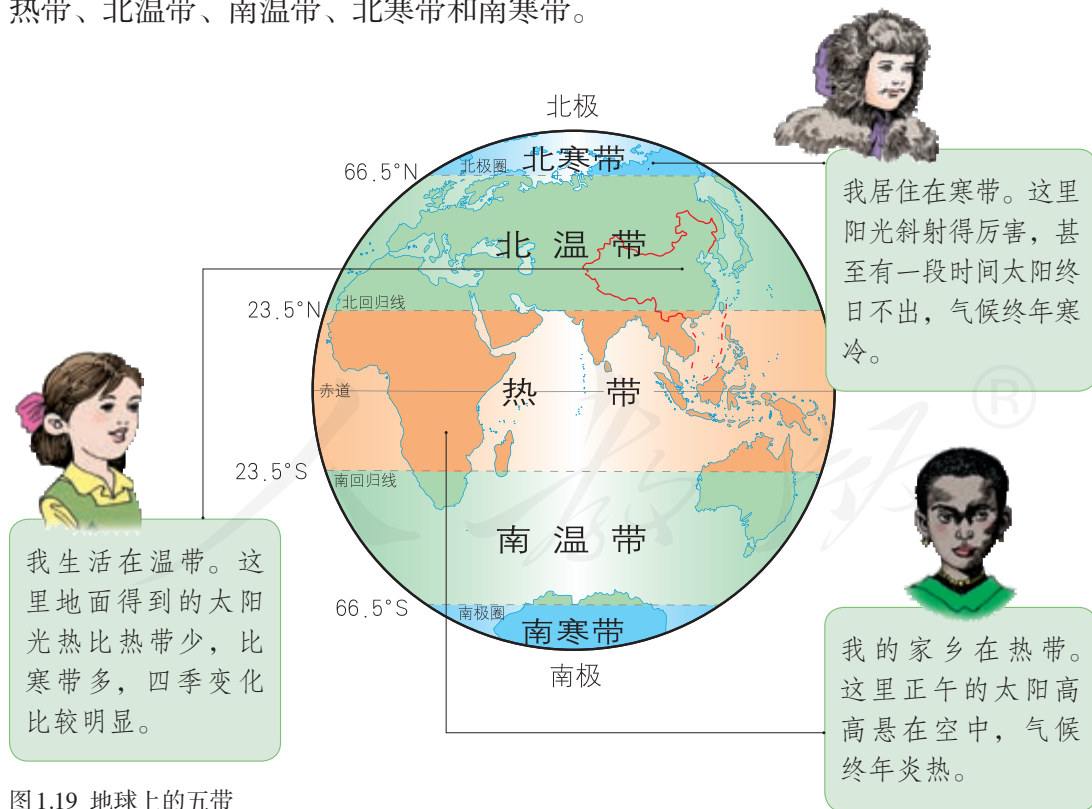 热带、北温带、南温带、北寒带和南寒带。
北极
66.5°N
北极圈
北寒带
我居住在寒带。这里
阳光斜射得厉害，甚
至有一段时间太阳终
日不出，气候终年寒
冷。
北温带
23.5°N
北回归线
赤道
热带
23.5°S
南回归线
南温带
我生活在温带。这
里地面得到的太阳
光热比热带少，比
寒带多，四季变化
比较明显。
66.5°S
南极圈
南寒带
南极
我的家乡在热带。
这里正午的太阳高
高悬在空中，气候
终年炎热。
图1.19 地球上的五带
人教版®